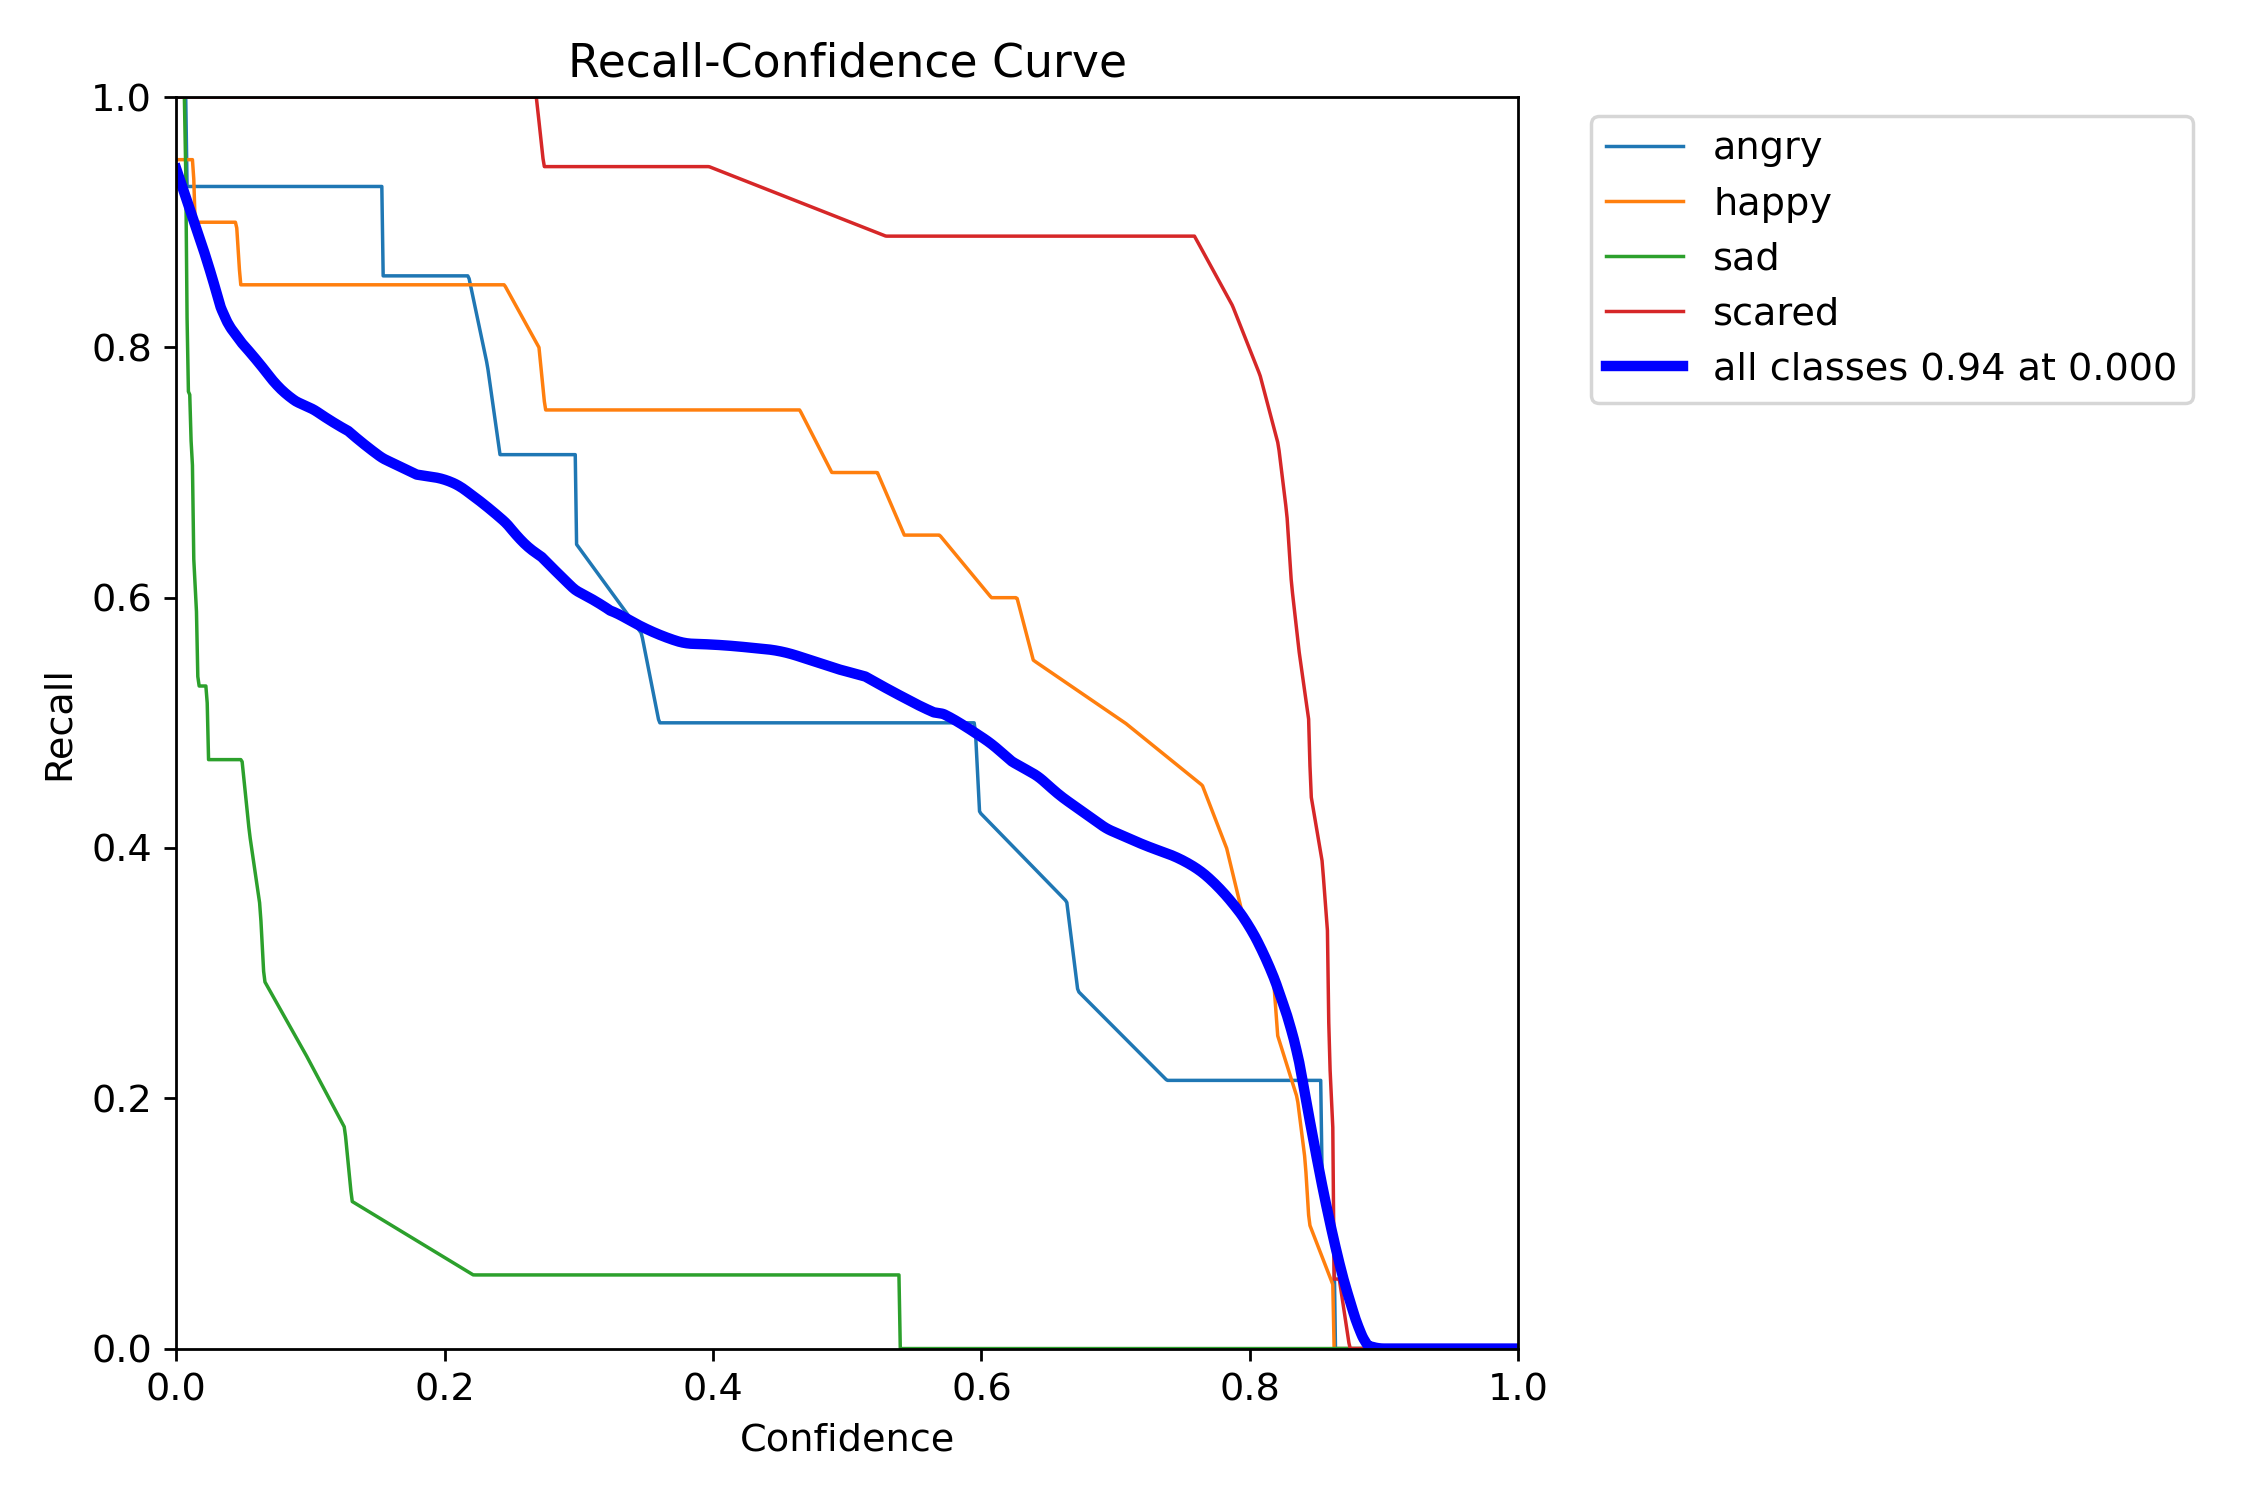 Recall-Confidence Curve
1.0
0.8
0.6
0.4
0.2
0.0
Recall
0.0 0.2 0.4 0.6 0.8 1.0
Confidence
angry
happy
sad
scared
all classes 0.94 at 0.000